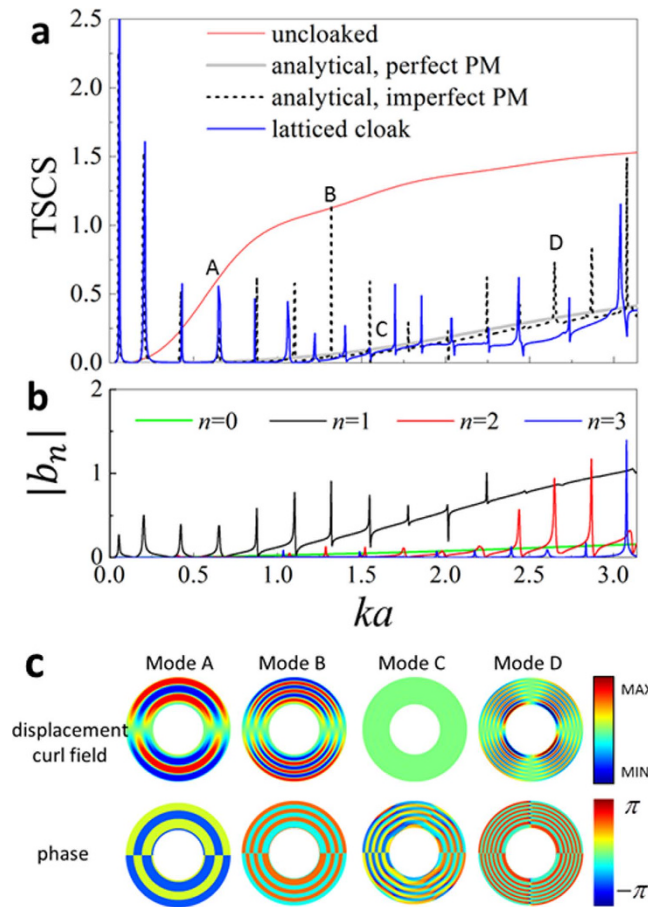 a
uncloaked
analytical, perfect PM
analytical, imperfect PM
latticed cloak
TSCS
2.5
2.0
1.5
1.0
0.5
0.0
A
B
C
D
b
n=0
n=1
n=2
n=3
|b_n|
2
1
0
0.0 0.5 1.0 1.5 2.0 2.5 3.0
ka
c
Mode A Mode B Mode C Mode D
displacement
curl field
MAX
MIN
phase
π
−π